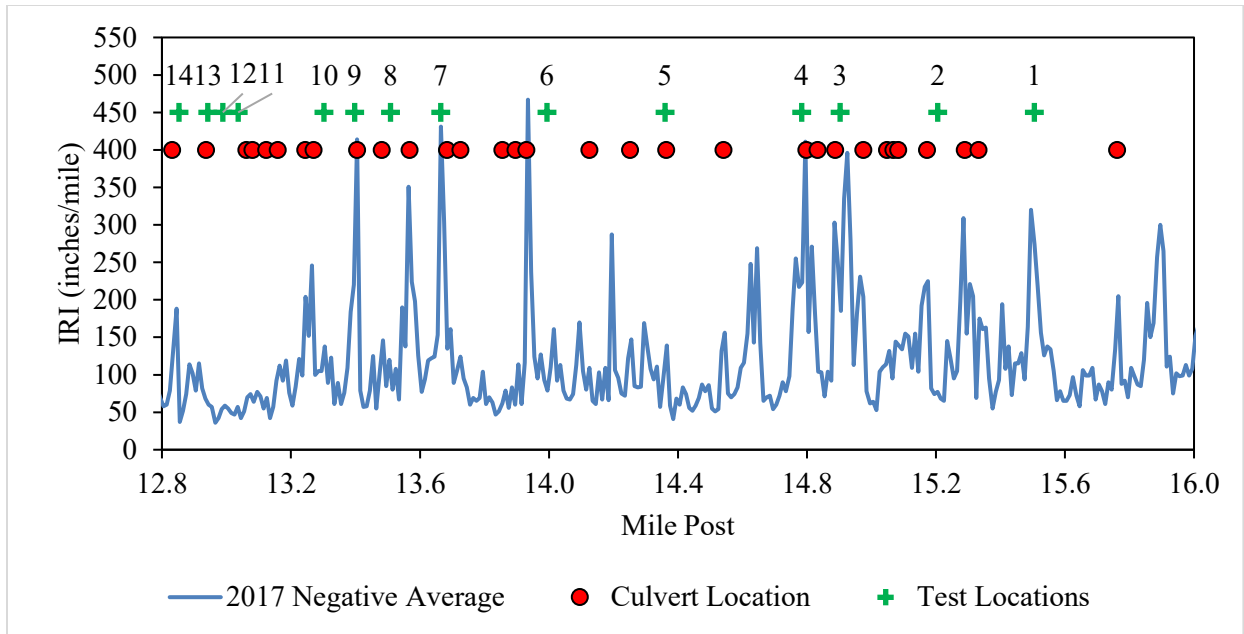 550
500
450
400
350
300
250
200
150
100
50
0
IRI (inches/mile)
14 13 12 11 10 9 8 7 6 5 4 3 2 1
12.8 13.2 13.6 14.0 14.4 14.8 15.2 15.6 16.0
Mile Post
2017 Negative Average Culvert Location Test Locations